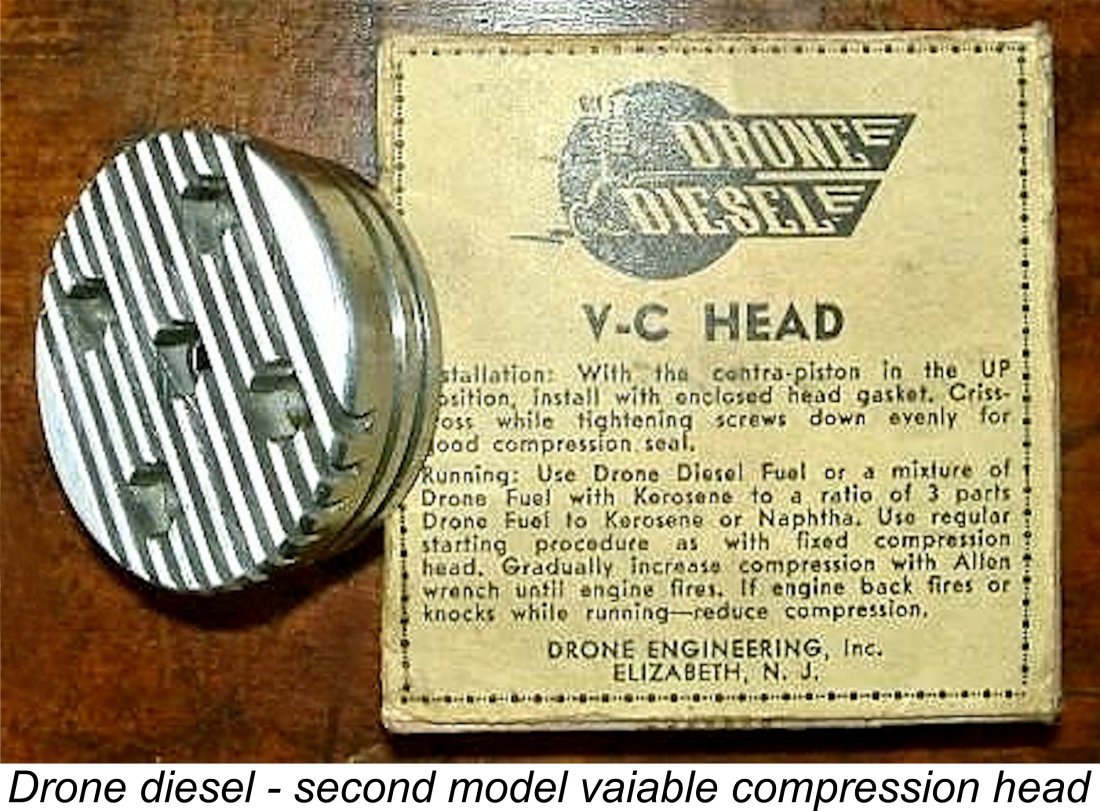 DRONE
DIESEL
V-C HEAD
stallation: With the contra-piston in the UP
osition, install with enclosed head gasket. Criss-
ross while tightening screws down evenly for
ood compression seal.
Running: Use Drone Diesel Fuel or a mixture of
Drone Fuel with Kerosene to a ratio of 3 parts
Drone Fuel to Kerosene or Naphtha. Use regular
starting procedure as with fixed compression
head. Gradually increase compression with Allen
wrench until engine fires. If engine back fires or
knocks while running—reduce compression.
DRONE ENGINEERING, Inc.
ELIZABETH, N. J.
Drone diesel - second model vaiable compression head